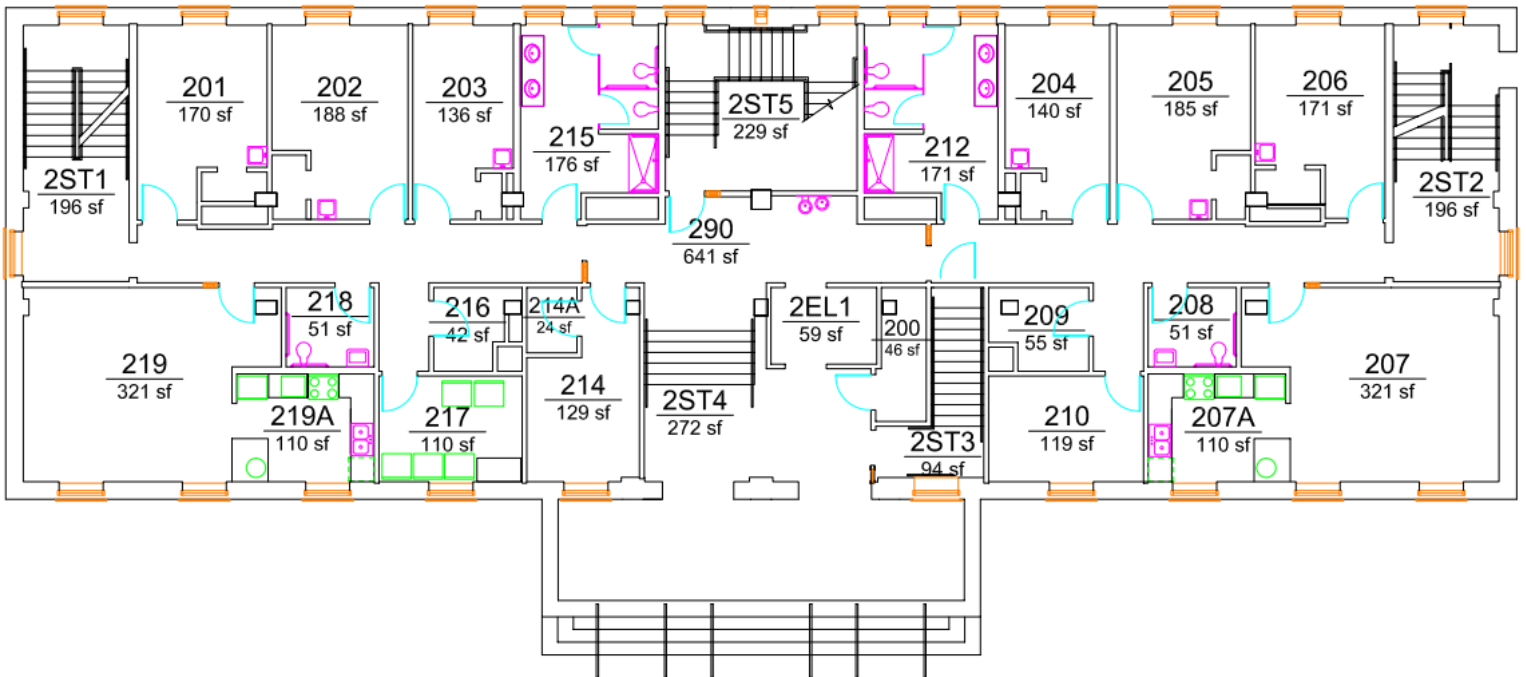 201
170 sf
202
188 sf
203
136 sf
215
176 sf
2ST5
229 sf
212
171 sf
204
140 sf
205
185 sf
206
171 sf
2ST1
196 sf
2ST2
196 sf
290
641 sf
219
321 sf
218
51 sf
216
42 sf
214A
24 sf
2EL1
59 sf
200
46 sf
209
55 sf
208
51 sf
207
321 sf
219A
110 sf
217
110 sf
214
129 sf
2ST4
272 sf
2ST3
94 sf
210
119 sf
207A
110 sf